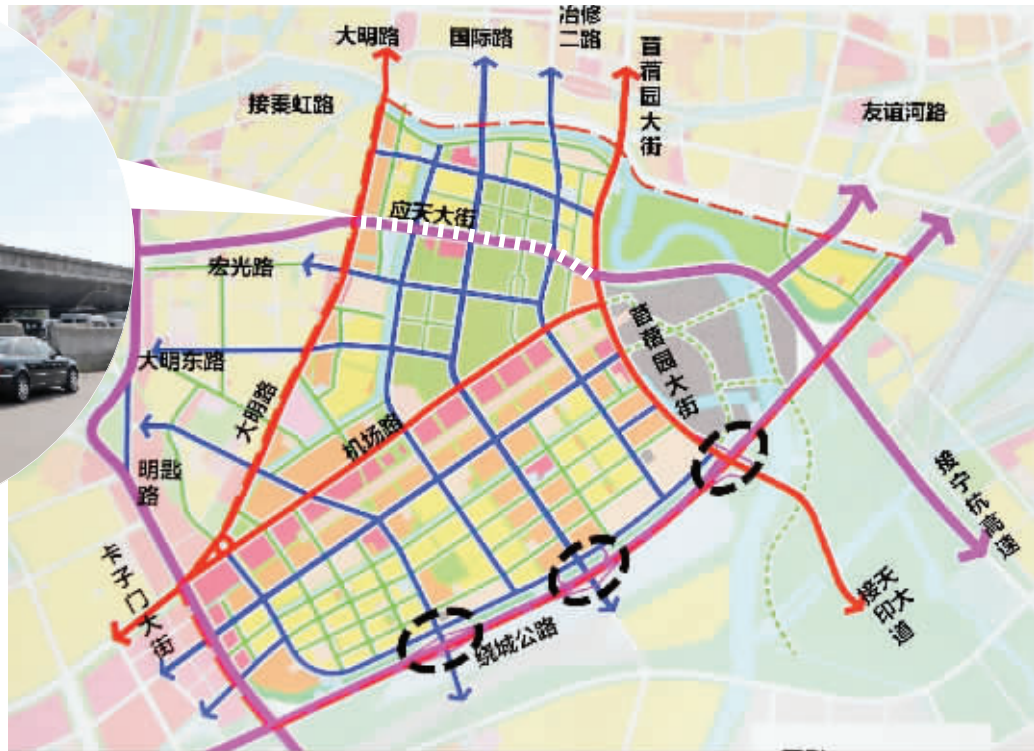 大明路
国际路
冶修
二路
苜蓿园大街
接秦虹路
友谊河路
应天大街
宏光路
苜蓿园大街
大明东路
大明路
机场路
明匙
路
接宁杭高速
卡子门大街
接天印大道
绕城公路